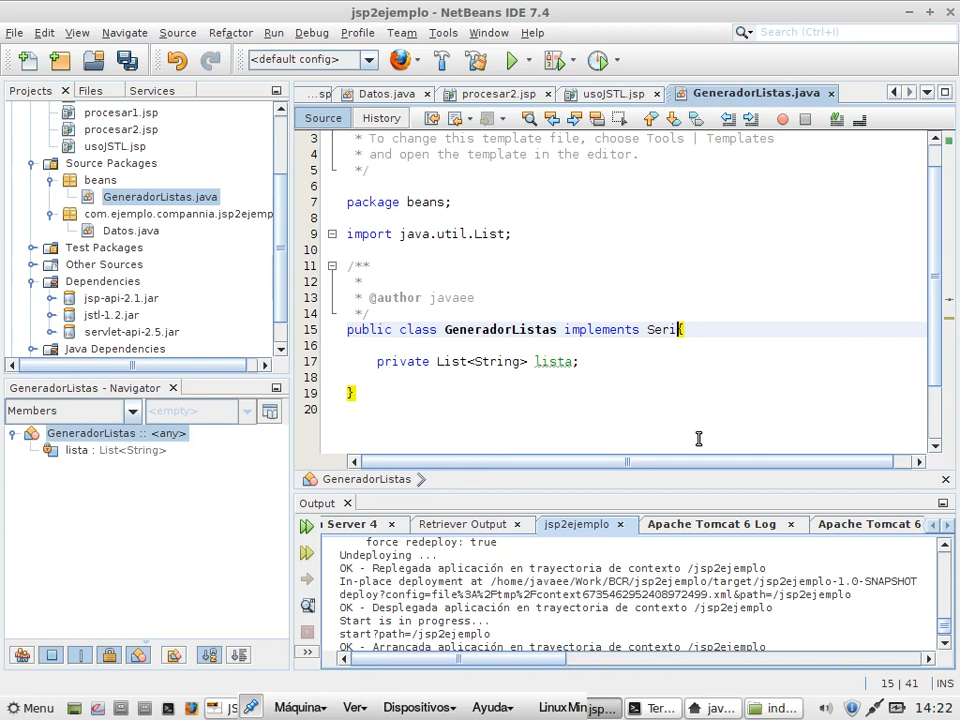 jsp2ejemplo - NetBeans IDE 7.4
File Edit View Navigate Source Refactor Run Debug Profile Team Tools Window Help
Search (Ctrl+I)
<default config>
Projects Files Services
procesar1.jsp
procesar2.jsp
usoJSTL.jsp
Source Packages
beans
GeneradorListas.java
com.ejemplo.compannia.jsp2ejemp
Datos.java
Test Packages
Other Sources
Dependencies
jsp-api-2.1.jar
jstl-1.2.jar
servlet-api-2.5.jar
Java Dependencies
GeneradorListas - Navigator
Members
<empty>
GeneradorListas :: <any>
lista : List<String>
...sp Datos.java procesar2.jsp usoJSTL.jsp GeneradorListas.java
Source History
3 * To change this template file, choose Tools | Templates
4 * and open the template in the editor.
5 */
6
7 package beans;
8
9 import java.util.List;
10
11 /**
12 *
13 * @author javaee
14 */
15 public class GeneradorListas implements Seri{
16
17 private List<String> lista;
18
19 }
20
GeneradorListas
Output
Server 4 Retriever Output jsp2ejemplo Apache Tomcat 6 Log Apache Tomcat 6
force redeploy: true
Undeploying ...
OK - Replegada aplicación en trayectoria de contexto /jsp2ejemplo
In-place deployment at /home/javaee/Work/BCR/jsp2ejemplo/target/jsp2ejemplo-1.0-SNAPSHOT
deploy?config=file%3A%2Ftmp%2Fcontext6735462952408972499.xml&path=/jsp2ejemplo
OK - Desplegada aplicación en trayectoria de contexto /jsp2ejemplo
Start is in progress...
start?path=/jsp2ejemplo
OK - Arrancada aplicación en trayectoria de contexto /jsp2ejemplo
15 | 41 INS
Menu JS Máquina Ver Dispositivos Ayuda Linux Min jsp... Ter... jav... ind... 14:22